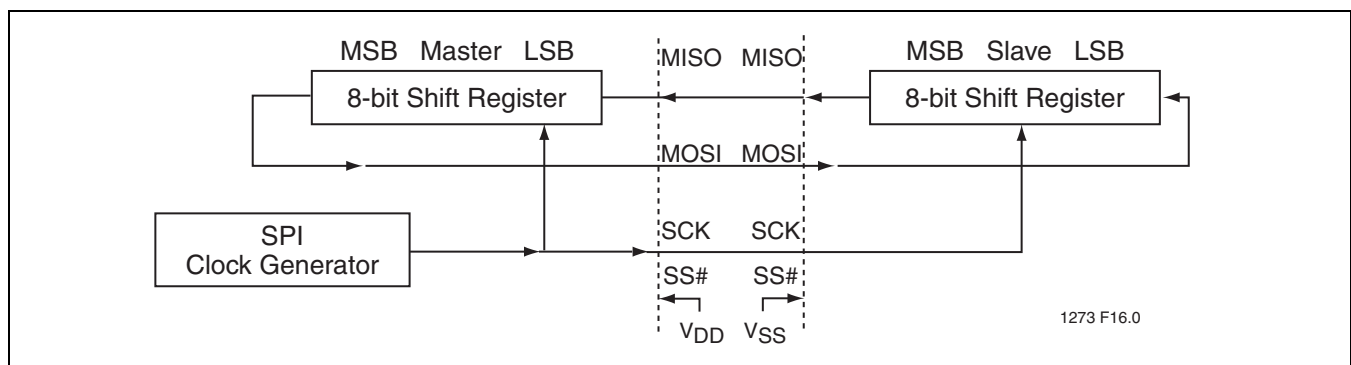 MSB Master LSB
MISO MISO
MSB Slave LSB
8-bit Shift Register
8-bit Shift Register
MOSI MOSI
SPI
Clock Generator
SCK SCK
SS# SS#
VDD VSS
1273 F16.0